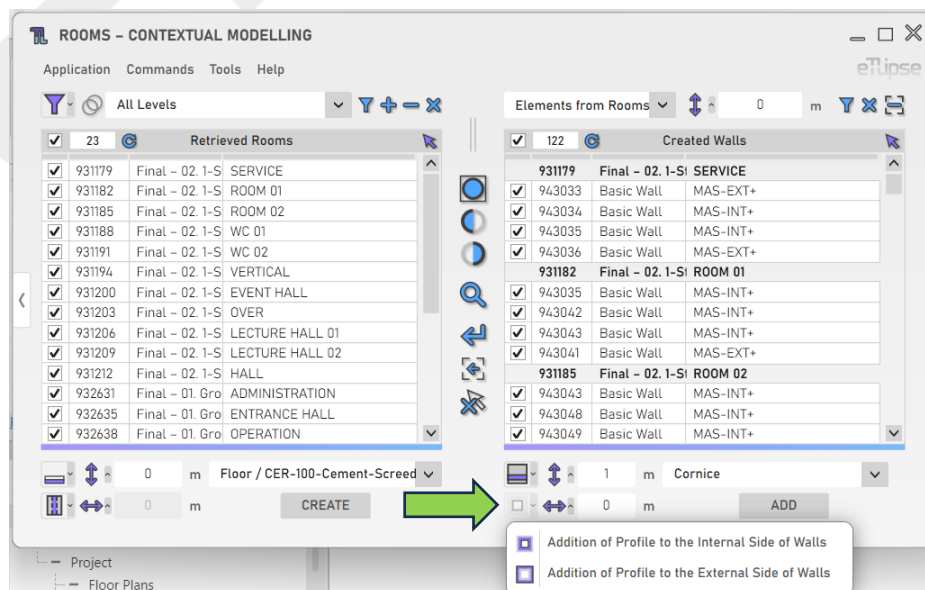 ROOMS – CONTEXTUAL MODELLING
Application Commands Tools Help
eTLipse
All Levels
Elements from Rooms 0 m
23 Retrieved Rooms
122 Created Walls
931179 Final – 02. 1-S SERVICE
931182 Final – 02. 1-S ROOM 01
931185 Final – 02. 1-S ROOM 02
931188 Final – 02. 1-S WC 01
931191 Final – 02. 1-S WC 02
931194 Final – 02. 1-S VERTICAL
931200 Final – 02. 1-S EVENT HALL
931203 Final – 02. 1-S OVER
931206 Final – 02. 1-S LECTURE HALL 01
931209 Final – 02. 1-S LECTURE HALL 02
931212 Final – 02. 1-S HALL
932631 Final – 01. Gro ADMINISTRATION
932635 Final – 01. Gro ENTRANCE HALL
932638 Final – 01. Gro OPERATION
931179 Final – 02. 1-St SERVICE
943033 Basic Wall MAS-EXT+
943034 Basic Wall MAS-INT+
943035 Basic Wall MAS-INT+
943036 Basic Wall MAS-EXT+
931182 Final – 02. 1-St ROOM 01
943035 Basic Wall MAS-INT+
943042 Basic Wall MAS-INT+
943043 Basic Wall MAS-INT+
943041 Basic Wall MAS-EXT+
931185 Final – 02. 1-St ROOM 02
943043 Basic Wall MAS-INT+
943048 Basic Wall MAS-INT+
943049 Basic Wall MAS-INT+
0 m Floor / CER-100-Cement-Screed
0 m CREATE
1 m Cornice
0 m ADD
Addition of Profile to the Internal Side of Walls
Addition of Profile to the External Side of Walls
Project
Floor Plans